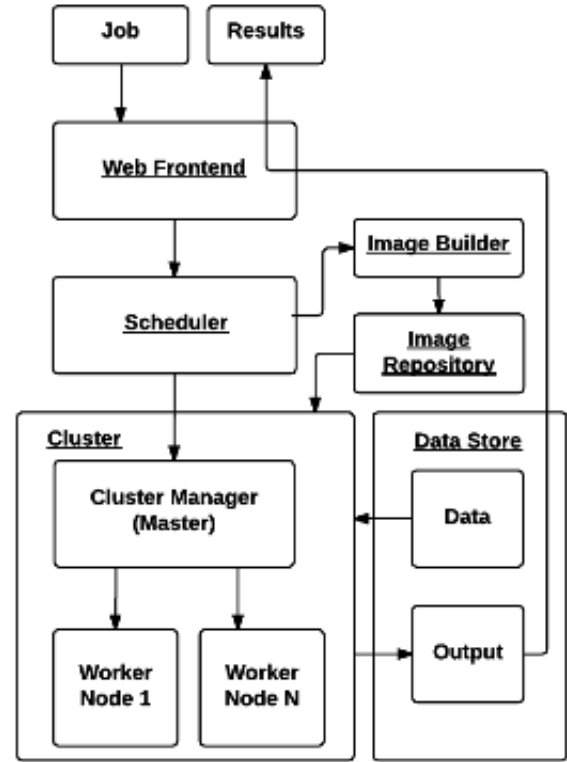 Job
Results
Web Frontend
Image Builder
Scheduler
Image
Repository
Cluster
Data Store
Cluster Manager
(Master)
Data
Worker
Node 1
Worker
Node N
Output